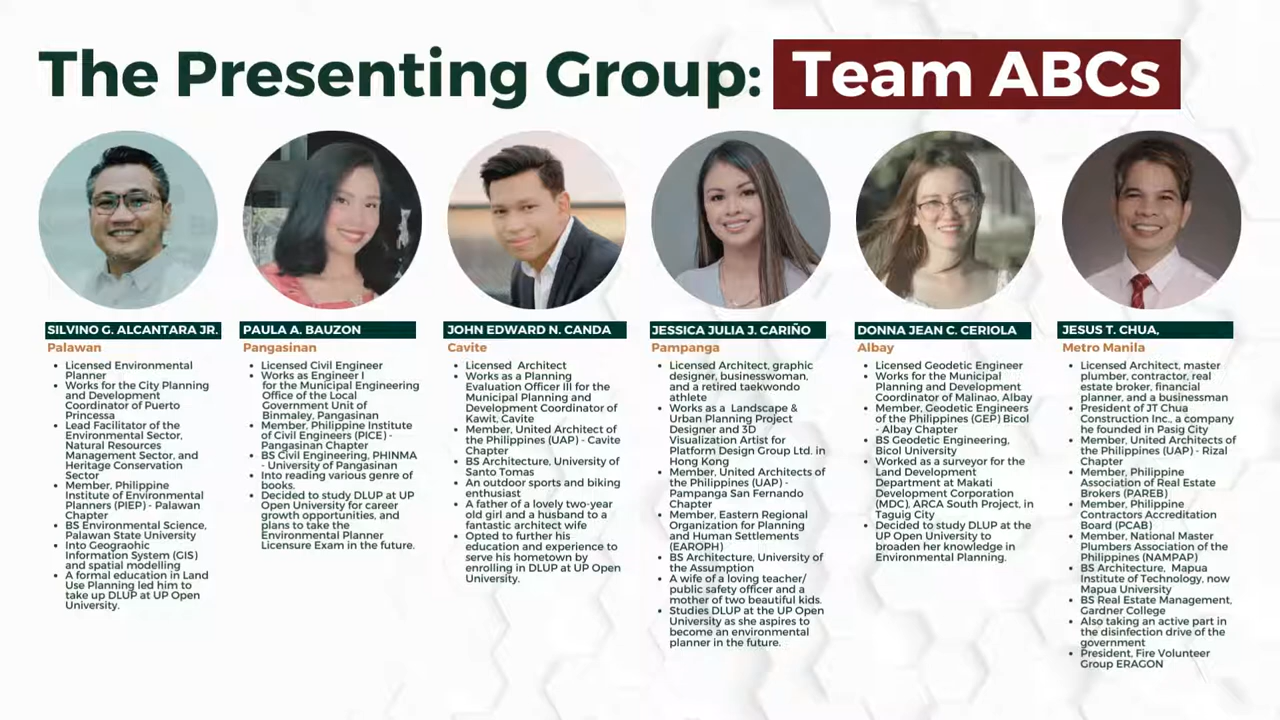 The Presenting Group: Team ABCs
SILVINO G. ALCANTARA JR.
Palawan
• Licensed Environmental
Planner
• Works for the City Planning
and Development
Coordinator of Puerto
Princessa
• Lead Facilitator of the
Environmental Sector,
Natural Resources
Management Sector, and
Heritage Conservation
Sector
• Member, Philippine
Institute of Environmental
Planners (PIEP) - Palawan
Chapter
• BS Environmental Science,
Palawan State University
• Into Geograohic
Information System (GIS)
and spatial modelling
• A formal education in Land
Use Planning led him to
take up DLUP at UP Open
University.
PAULA A. BAUZON
Pangasinan
• Licensed Civil Engineer
• Works as Engineer I
for the Municipal Engineering
Office of the Local
Government Unit of
Binmaley, Pangasinan
• Member, Philippine Institute
of Civil Engineers (PICE) -
Pangasinan Chapter
• BS Civil Engineering, PHINMA
- University of Pangasinan
• Into reading various genre of
books.
• Decided to study DLUP at UP
Open University for career
growth opportunities, and
plans to take the
Environmental Planner
Licensure Exam in the future.
JOHN EDWARD N. CANDA
Cavite
• Licensed Architect
• Works as a Planning
Evaluation Officer III for the
Municipal Planning and
Development Coordinator of
Kawit, Cavite
• Member, United Architect of
the Philippines (UAP) - Cavite
Chapter
• BS Architecture, University of
Santo Tomas
• An outdoor sports and biking
enthusiast
• A father of a lovely two-year
old girl and a husband to a
fantastic architect wife
• Opted to further his
education and experience to
serve his hometown by
enrolling in DLUP at UP Open
University.
JESSICA JULIA J. CARIÑO
Pampanga
• Licensed Architect, graphic
designer, businesswoman,
and a retired taekwondo
athlete
• Works as a Landscape &
Urban Planning Project
Designer and 3D
Visualization Artist for
Platform Design Group Ltd. in
Hong Kong
• Member, United Architects of
the Philippines (UAP) -
Pampanga San Fernando
Chapter
• Member, Eastern Regional
Organization for Planning
and Human Settlements
(EAROPH)
• BS Architecture, University of
the Assumption
• A wife of a loving teacher/
public safety officer and a
mother of two beautiful kids.
• Studies DLUP at the UP Open
University as she aspires to
become an environmental
planner in the future.
DONNA JEAN C. CERIOLA
Albay
• Licensed Geodetic Engineer
• Works for the Municipal
Planning and Development
Coordinator of Malinao, Albay
• Member, Geodetic Engineers
of the Philippines (GEP) Bicol
- Albay Chapter
• BS Geodetic Engineering,
Bicol University
• Worked as a surveyor for the
Land Development
Department at Makati
Development Corporation
(MDC), ARCA South Project, in
Taguig City
• Decided to study DLUP at the
UP Open University to
broaden her knowledge in
Environmental Planning.
JESUS T. CHUA,
Metro Manila
• Licensed Architect, master
plumber, contractor, real
estate broker, financial
planner, and a businessman
• President of JT Chua
Construction Inc., a company
he founded in Pasig City
• Member, United Architects of
the Philippines (UAP) - Rizal
Chapter
• Member, Philippine
Association of Real Estate
Brokers (PAREB)
• Member, Philippine
Contractors Accreditation
Board (PCAB)
• Member, National Master
Plumbers Association of the
Philippines (NAMPAP)
• BS Architecture, Mapua
Institute of Technology, now
Mapua University
• BS Real Estate Management,
Gardner College
• Also taking an active part in
the disinfection drive of the
government
• President, Fire Volunteer
Group ERAGON